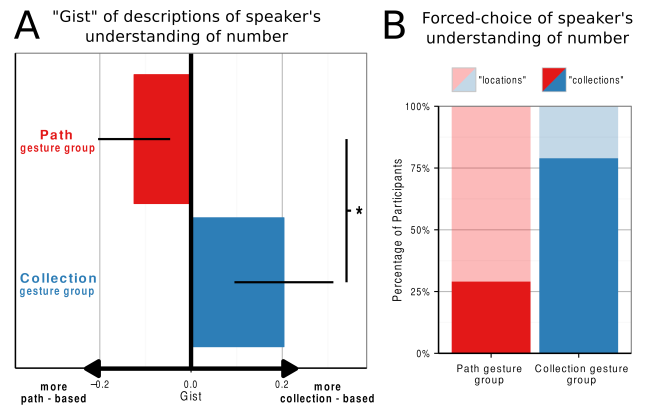 A
"Gist" of descriptions of speaker's
understanding of number
Path
gesture group
*
Collection
gesture group
−0.2
0.0
0.2
more
path - based
Gist
more
collection - based
B
Forced-choice of speaker's
understanding of number
"locations"
"collections"
100%
75%
50%
25%
0%
Percentage of Participants
Path gesture
group
Collection gesture
group